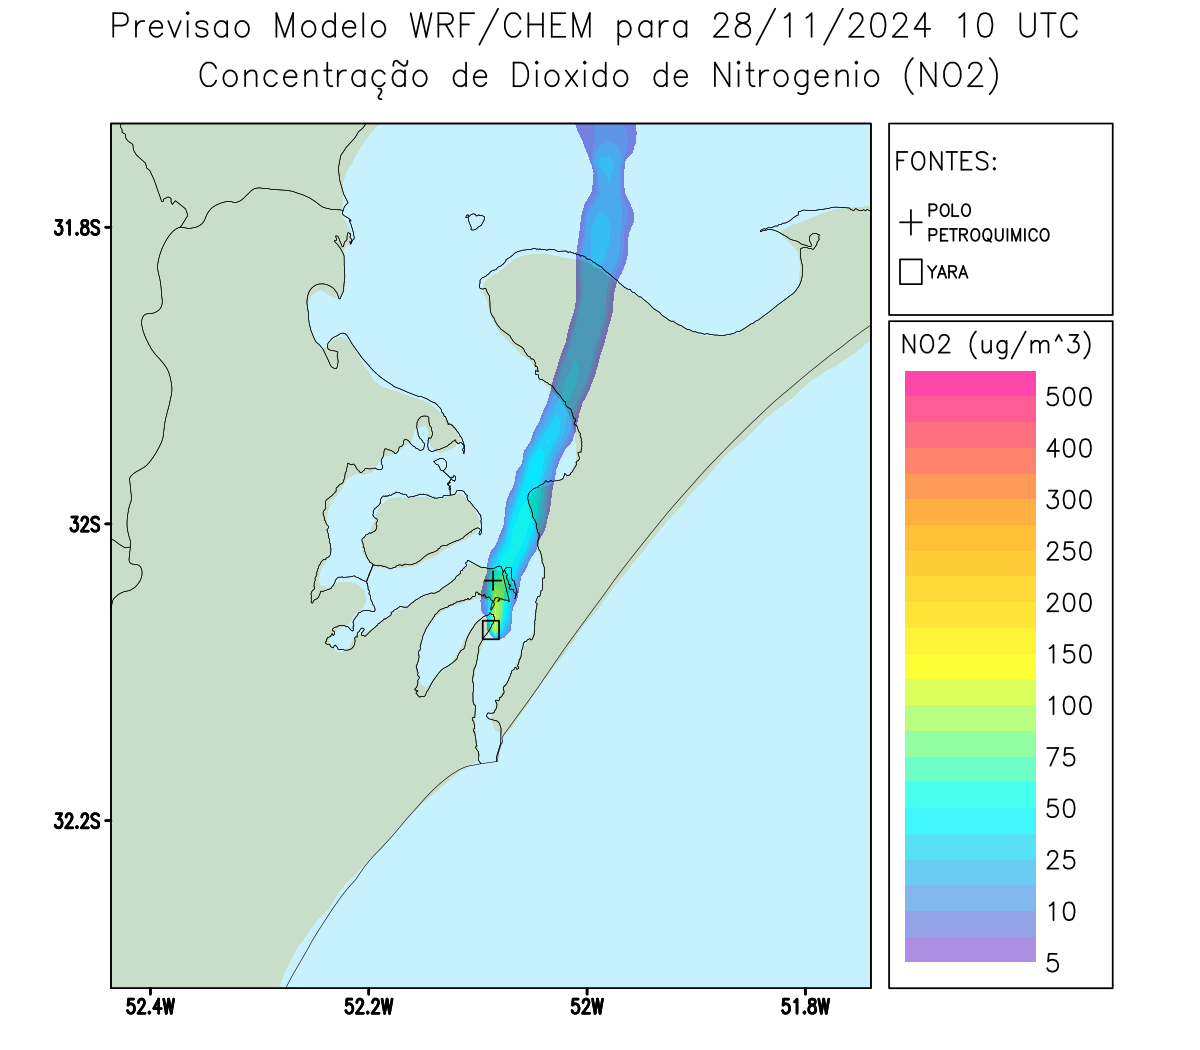 Previsao Modelo WRF/CHEM para 28/11/2024 10 UTC
Concentração de Dioxido de Nitrogenio (NO2)
FONTES:
POLO
PETROQUIMICO
YARA
31.8S
32S
32.2S
52.4W
52.2W
52W
51.8W
NO2 (ug/m^3)
500
400
300
250
200
150
100
75
50
25
10
5